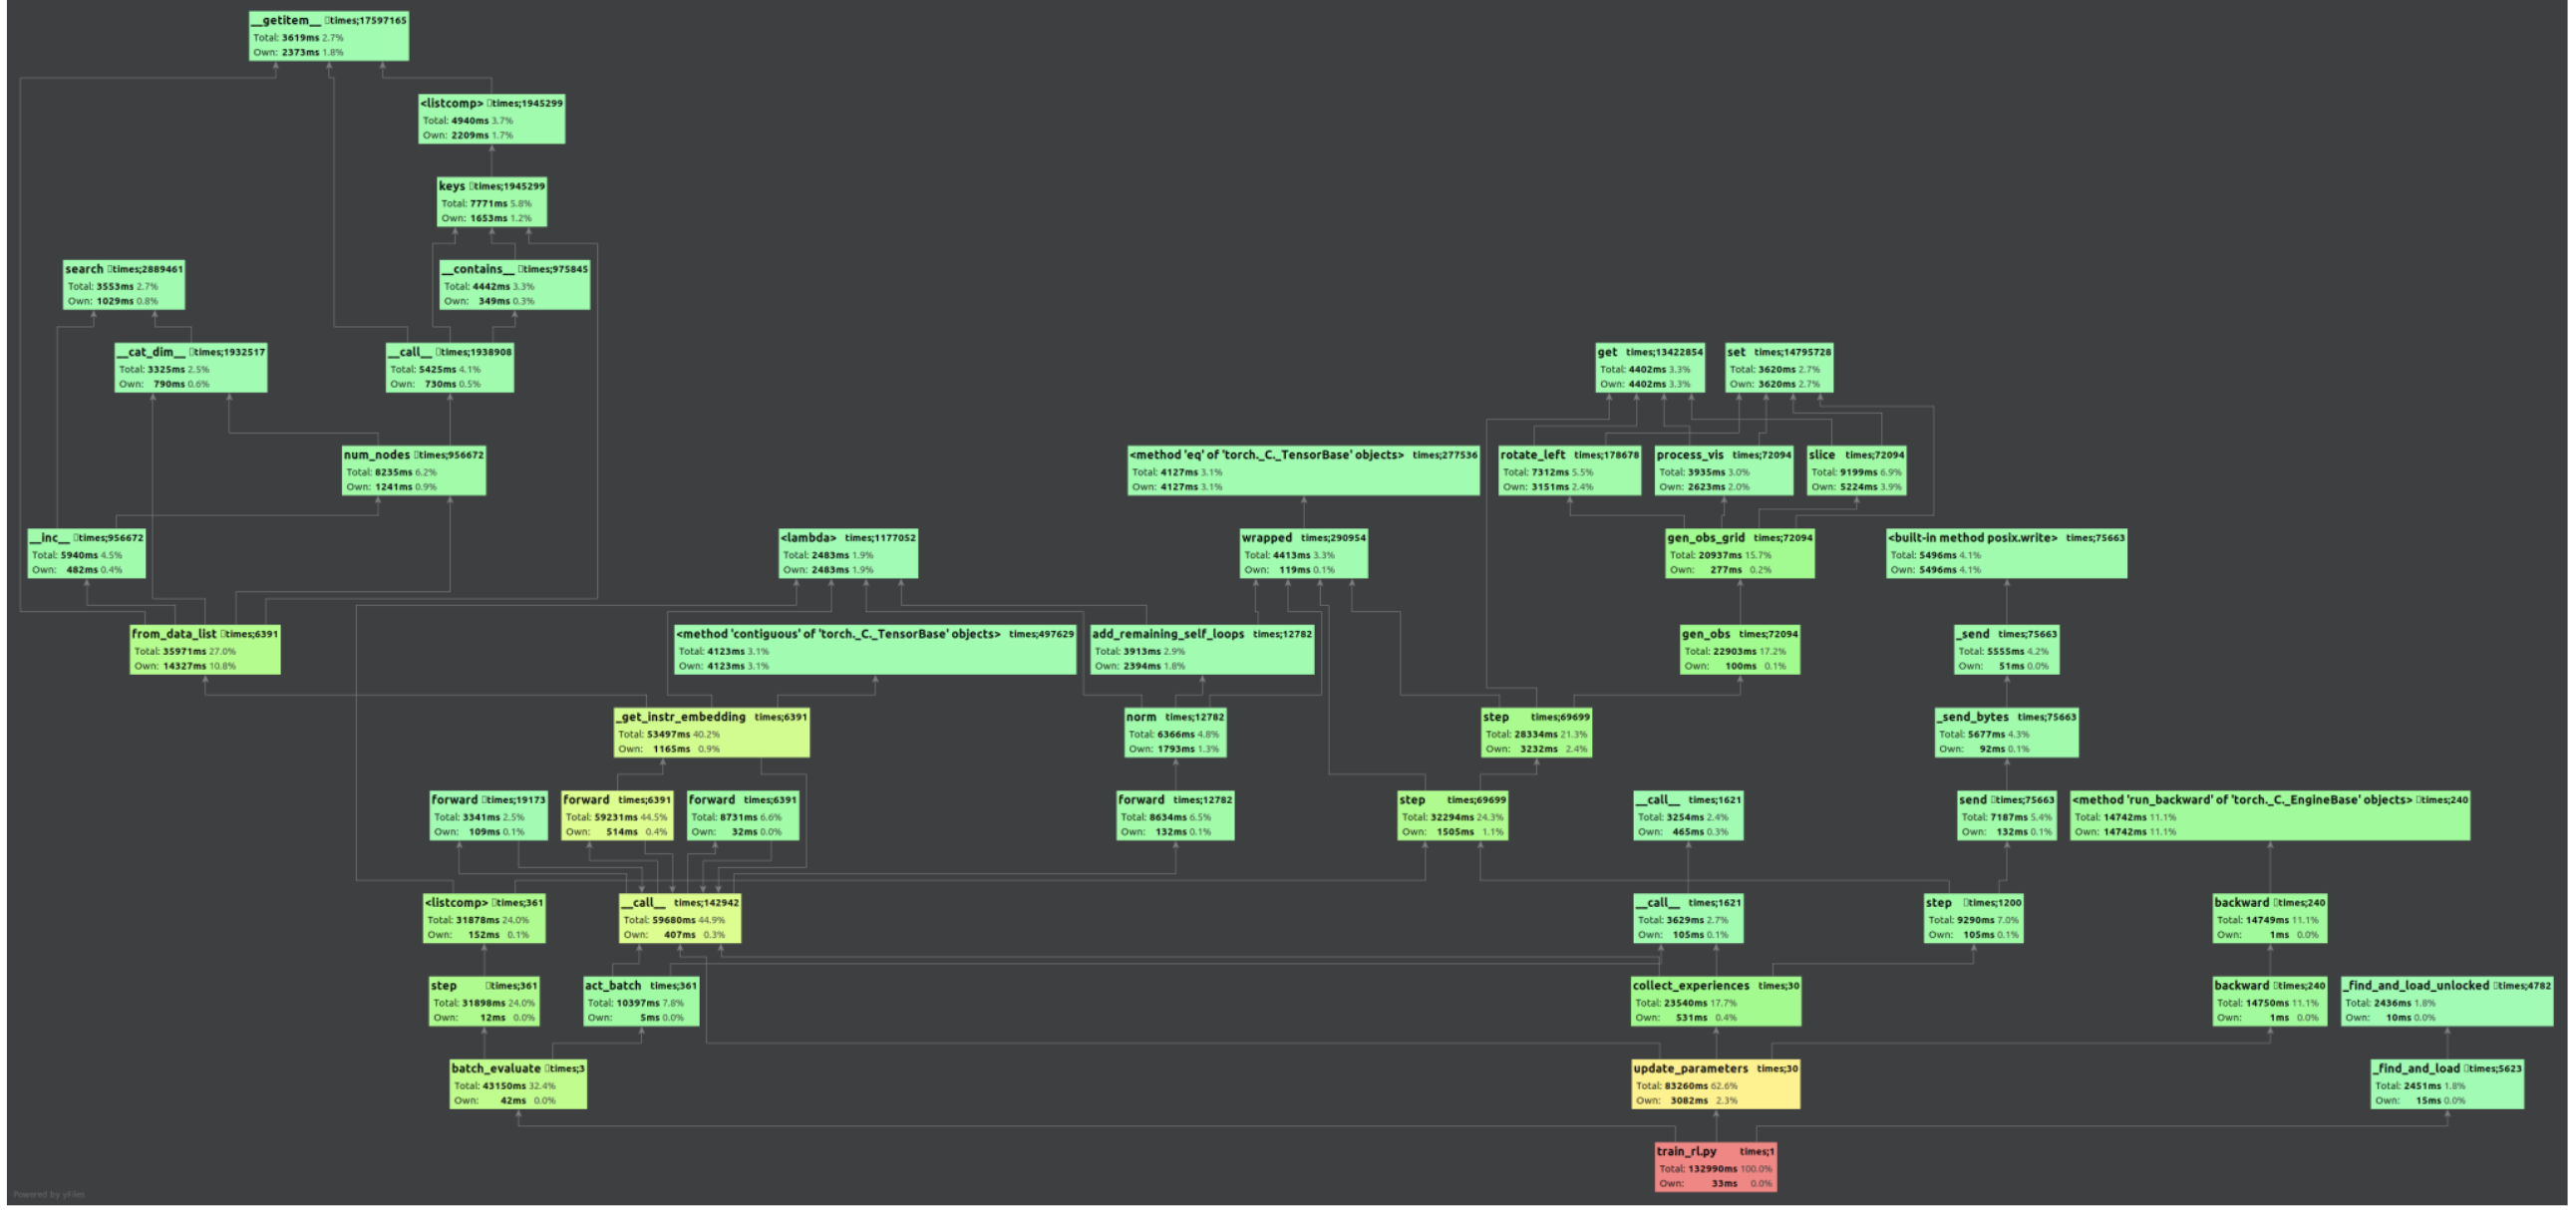 __getitem__ ▯times;17597165
Total: 3619ms 2.7%
Own: 2373ms 1.8%
<listcomp> ▯times;1945299
Total: 4940ms 3.7%
Own: 2209ms 1.7%
keys ▯times;1945299
Total: 7771ms 5.8%
Own: 1653ms 1.2%
search ▯times;2889461
Total: 3553ms 2.7%
Own: 1029ms 0.8%
__contains__ ▯times;975845
Total: 4442ms 3.3%
Own: 349ms 0.3%
__cat_dim__ ▯times;1932517
Total: 3325ms 2.5%
Own: 790ms 0.6%
__call__ ▯times;1938908
Total: 5425ms 4.1%
Own: 730ms 0.5%
get times;13422854
Total: 4402ms 3.3%
Own: 4402ms 3.3%
set times;14795728
Total: 3620ms 2.7%
Own: 3620ms 2.7%
num_nodes ▯times;956672
Total: 8235ms 6.2%
Own: 1241ms 0.9%
<method 'eq' of 'torch._C._TensorBase' objects> times;277536
Total: 4127ms 3.1%
Own: 4127ms 3.1%
rotate_left times;178678
Total: 7312ms 5.5%
Own: 3151ms 2.4%
process_vis times;72094
Total: 3935ms 3.0%
Own: 2623ms 2.0%
slice times;72094
Total: 9199ms 6.9%
Own: 5224ms 3.9%
__inc__ ▯times;956672
Total: 5940ms 4.5%
Own: 482ms 0.4%
<lambda> times;1177052
Total: 2483ms 1.9%
Own: 2483ms 1.9%
wrapped times;290954
Total: 4413ms 3.3%
Own: 119ms 0.1%
gen_obs_grid times;72094
Total: 20937ms 15.7%
Own: 277ms 0.2%
<built-in method posix.write> times;75663
Total: 5496ms 4.1%
Own: 5496ms 4.1%
from_data_list ▯times;6391
Total: 35971ms 27.0%
Own: 14327ms 10.8%
<method 'contiguous' of 'torch._C._TensorBase' objects> times;497629
Total: 4123ms 3.1%
Own: 4123ms 3.1%
add_remaining_self_loops times;12782
Total: 3913ms 2.9%
Own: 2394ms 1.8%
gen_obs times;72094
Total: 22903ms 17.2%
Own: 100ms 0.1%
_send times;75663
Total: 5555ms 4.2%
Own: 51ms 0.0%
_get_instr_embedding times;6391
Total: 53497ms 40.2%
Own: 1165ms 0.9%
norm times;12782
Total: 6366ms 4.8%
Own: 1793ms 1.3%
step times;69699
Total: 28334ms 21.3%
Own: 3232ms 2.4%
_send_bytes times;75663
Total: 5677ms 4.3%
Own: 92ms 0.1%
forward ▯times;19173
Total: 3341ms 2.5%
Own: 109ms 0.1%
forward times;6391
Total: 59231ms 44.5%
Own: 514ms 0.4%
forward times;6391
Total: 8731ms 6.6%
Own: 32ms 0.0%
forward times;12782
Total: 8634ms 6.5%
Own: 132ms 0.1%
step times;69699
Total: 32294ms 24.3%
Own: 1505ms 1.1%
__call__ times;1621
Total: 3254ms 2.4%
Own: 465ms 0.3%
send ▯times;75663
Total: 7187ms 5.4%
Own: 132ms 0.1%
<method 'run_backward' of 'torch._C._EngineBase' objects> ▯times;240
Total: 14742ms 11.1%
Own: 14742ms 11.1%
<listcomp> ▯times;361
Total: 31878ms 24.0%
Own: 152ms 0.1%
__call__ times;142942
Total: 59680ms 44.9%
Own: 407ms 0.3%
__call__ times;1621
Total: 3629ms 2.7%
Own: 105ms 0.1%
step ▯times;1200
Total: 9290ms 7.0%
Own: 105ms 0.1%
backward ▯times;240
Total: 14749ms 11.1%
Own: 1ms 0.0%
step ▯times;361
Total: 31898ms 24.0%
Own: 12ms 0.0%
act_batch times;361
Total: 10397ms 7.8%
Own: 5ms 0.0%
collect_experiences times;30
Total: 23540ms 17.7%
Own: 531ms 0.4%
backward ▯times;240
Total: 14750ms 11.1%
Own: 1ms 0.0%
_find_and_load_unlocked ▯times;4782
Total: 2436ms 1.8%
Own: 10ms 0.0%
batch_evaluate ▯times;3
Total: 43150ms 32.4%
Own: 42ms 0.0%
update_parameters times;30
Total: 83260ms 62.6%
Own: 3082ms 2.3%
_find_and_load ▯times;5623
Total: 2451ms 1.8%
Own: 15ms 0.0%
train_rl.py times;1
Total: 132990ms 100.0%
Own: 33ms 0.0%
Powered by yFiles